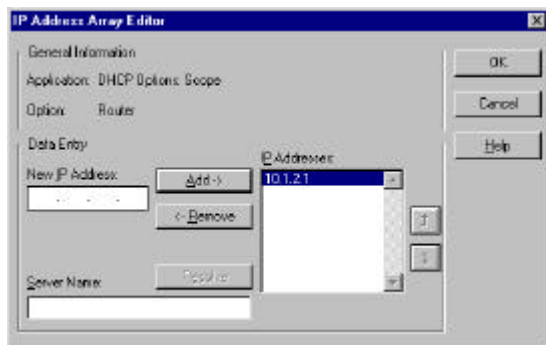 IP Address Array Editor
General Information
Application: DHCP Options: Scope
Option: Router
OK
Cancel
Help
Data Entry
New IP Address:
Add ->
<- Remove
IP Addresses:
10.1.2.1
Server Name:
Resolve